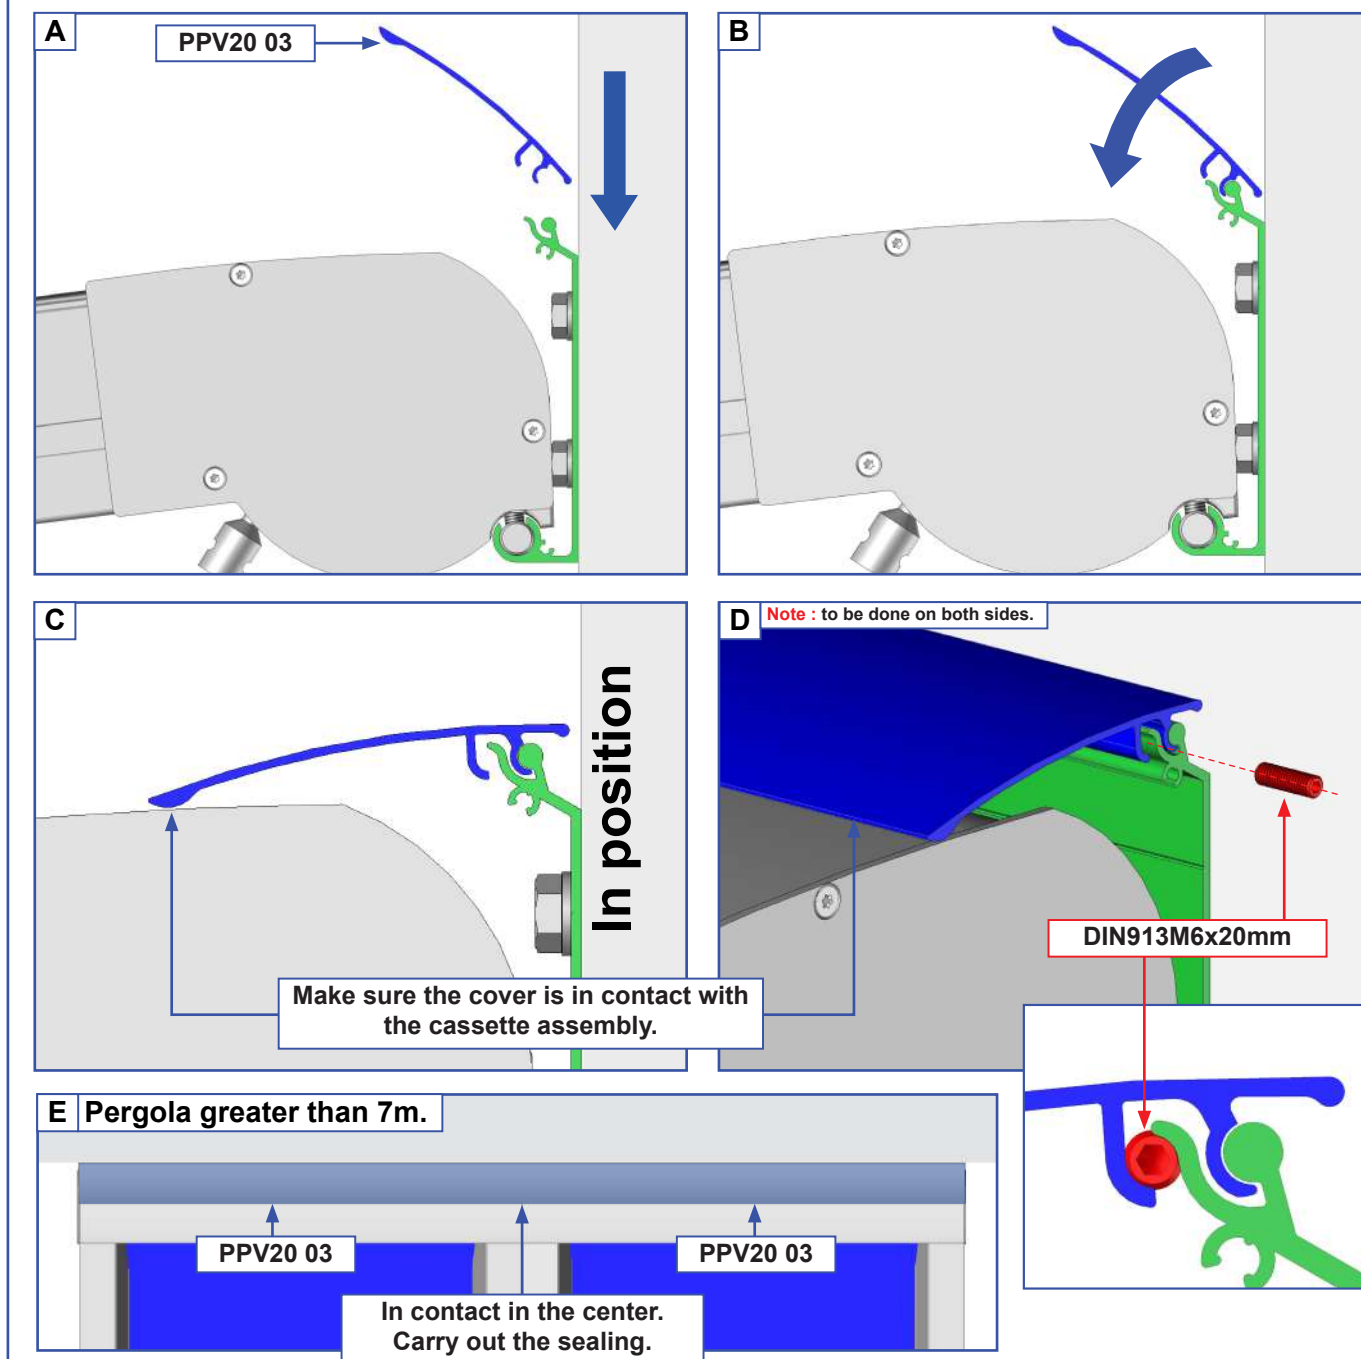 A
PPV20 03
B
C
In position
D
Note : to be done on both sides.
DIN913M6x20mm
Make sure the cover is in contact with
the cassette assembly.
E Pergola greater than 7m.
PPV20 03
PPV20 03
In contact in the center.
Carry out the sealing.